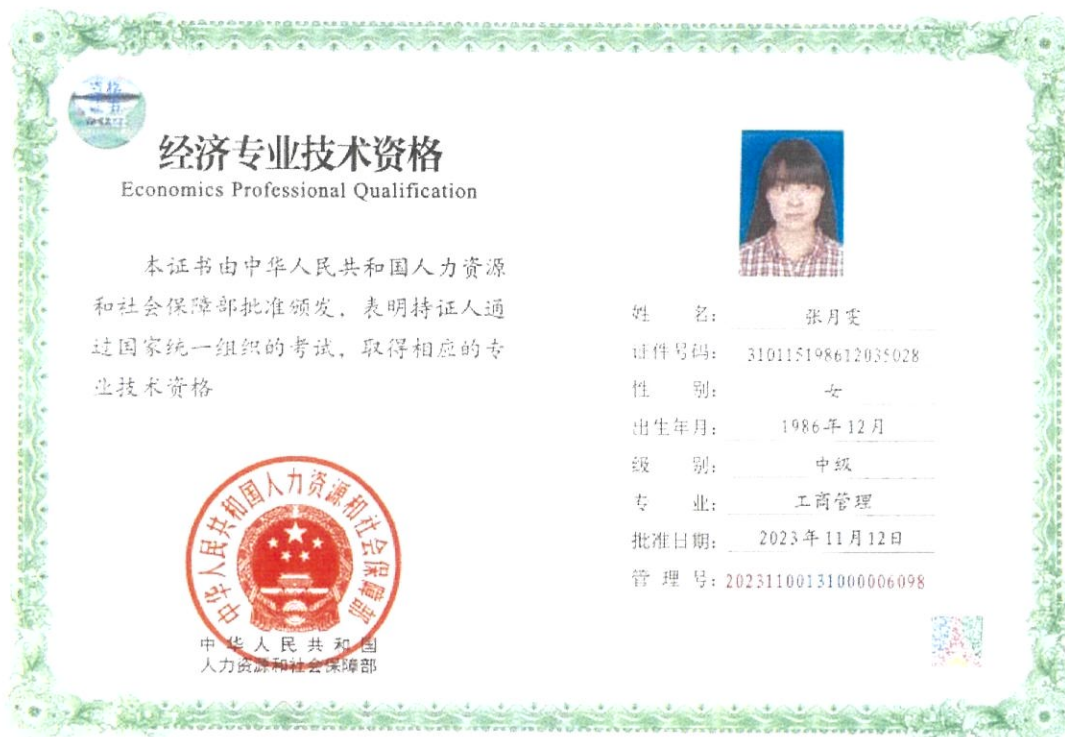 经济专业技术资格
Economics Professional Qualification
本证书由中华人民共和国人力资源
和社会保障部批准颁发，表明持证人通
过国家统一组织的考试，取得相应的专
业技术资格
中华人民共和国人力资源和社会保障部
中华人民共和国
人力资源和社会保障部
姓 名： 张月雯
证件号码： 310115198612035028
性 别： 女
出生年月： 1986年12月
级 别： 中级
专 业： 工商管理
批准日期： 2023年11月12日
管 理 号：20231100131000006098